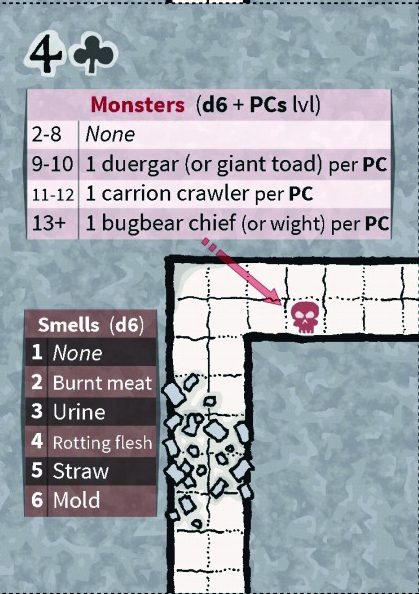 4♣
Monsters (d6 + PCs lvl)
2-8 None
9-10 1 duergar (or giant toad) per PC
11-12 1 carrion crawler per PC
13+ 1 bugbear chief (or wight) per PC
Smells (d6)
1 None
2 Burnt meat
3 Urine
4 Rotting flesh
5 Straw
6 Mold